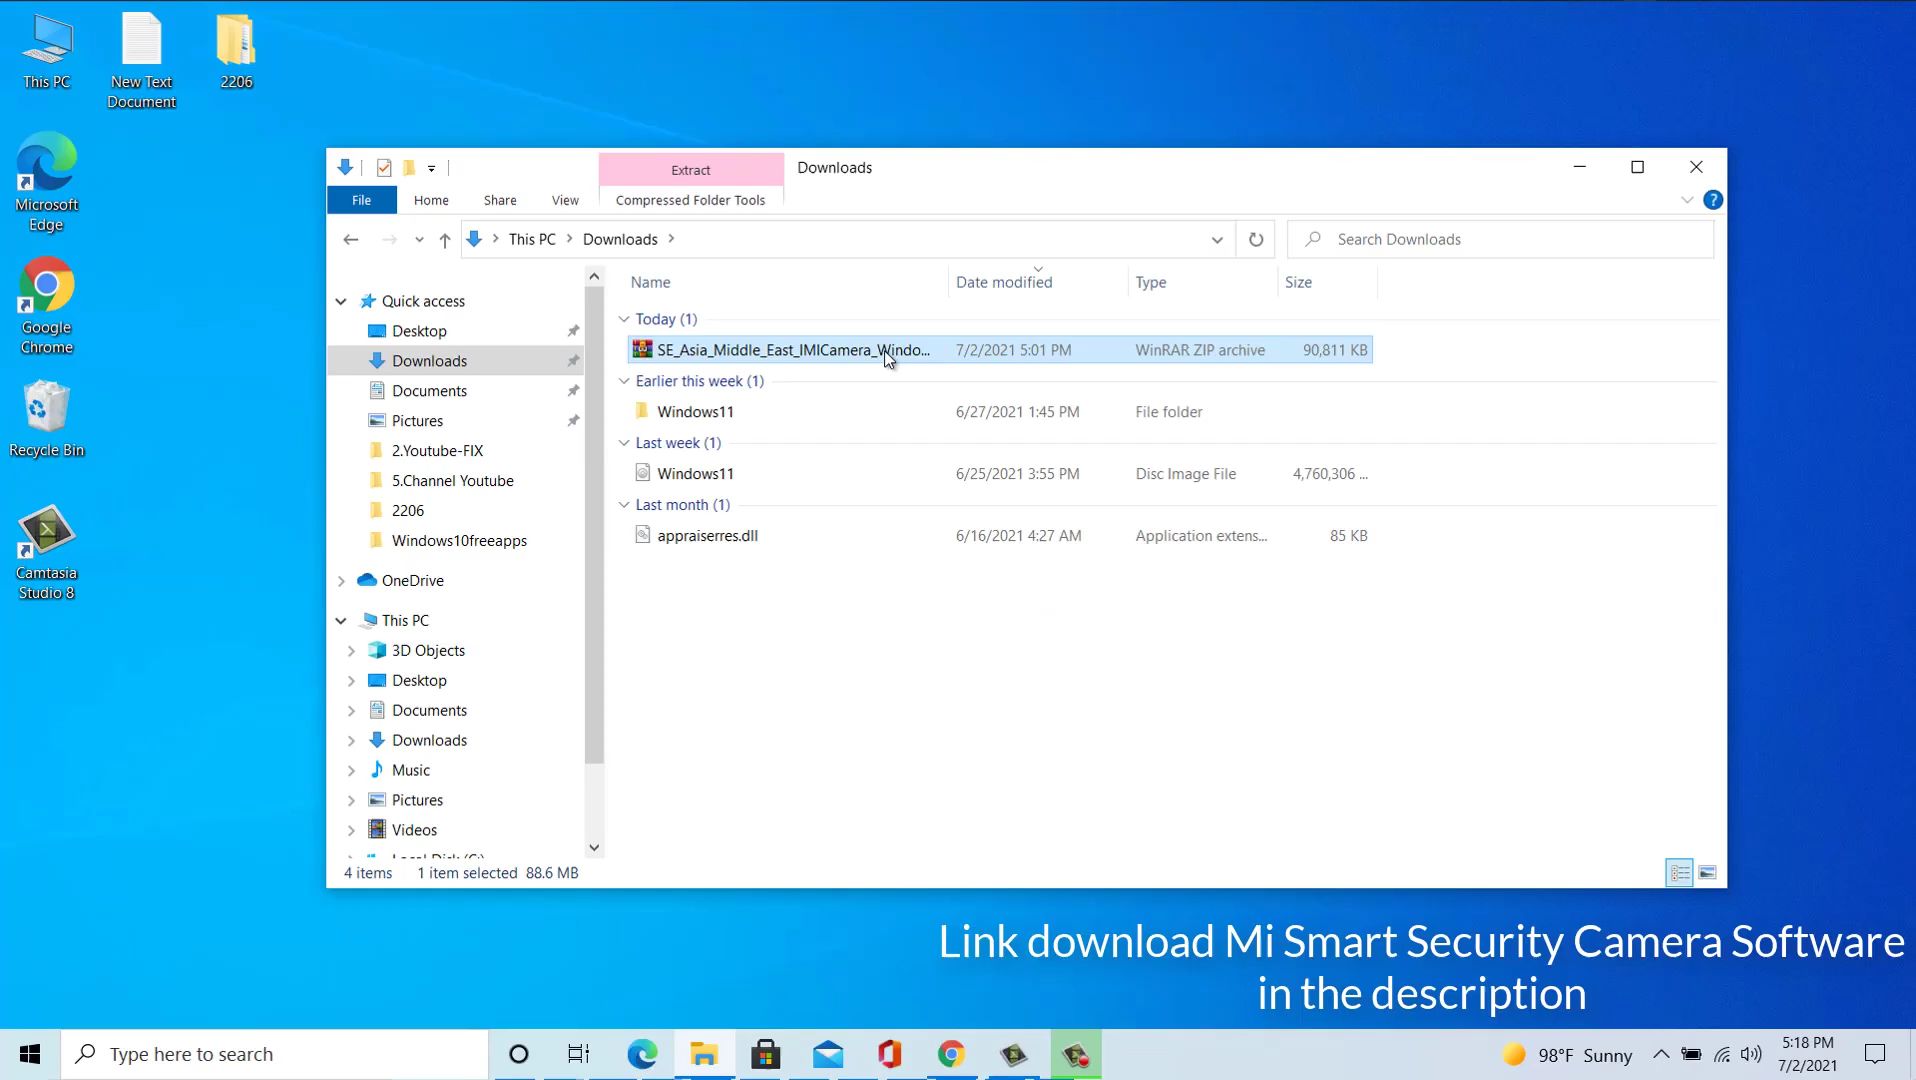 This PC
New Text
Document
2206
Microsoft
Edge
Google
Chrome
Recycle Bin
Camtasia
Studio 8
Extract
Downloads
File
Home
Share
View
Compressed Folder Tools
?
This PC
Downloads
Search Downloads
Name
Date modified
Type
Size
Quick access
Desktop
Downloads
Documents
Pictures
2.Youtube-FIX
5.Channel Youtube
2206
Windows10freeapps
OneDrive
This PC
3D Objects
Desktop
Documents
Downloads
Music
Pictures
Videos
Local Disk (C:)
Today (1)
SE_Asia_Middle_East_IMICamera_Windo... 7/2/2021 5:01 PM WinRAR ZIP archive 90,811 KB
Earlier this week (1)
Windows11 6/27/2021 1:45 PM File folder
Last week (1)
Windows11 6/25/2021 3:55 PM Disc Image File 4,760,306 ...
Last month (1)
appraiserres.dll 6/16/2021 4:27 AM Application extens... 85 KB
4 items 1 item selected 88.6 MB
Link download Mi Smart Security Camera Software
in the description
Type here to search
98°F Sunny
5:18 PM
7/2/2021